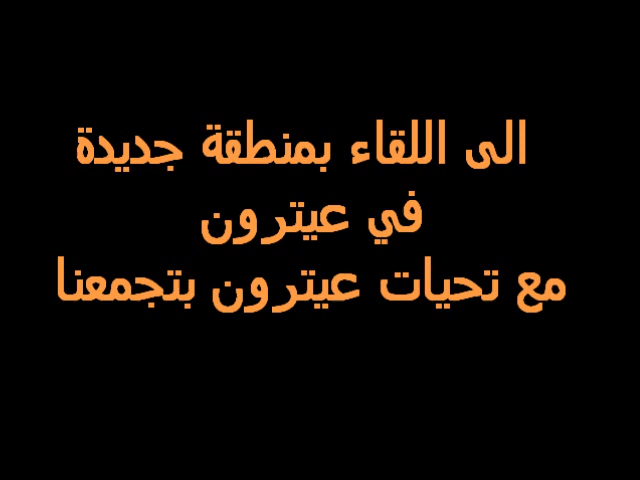 الى اللقاء بمنطقة جديدة
في عيترون
مع تحيات عيترون بتجمعنا